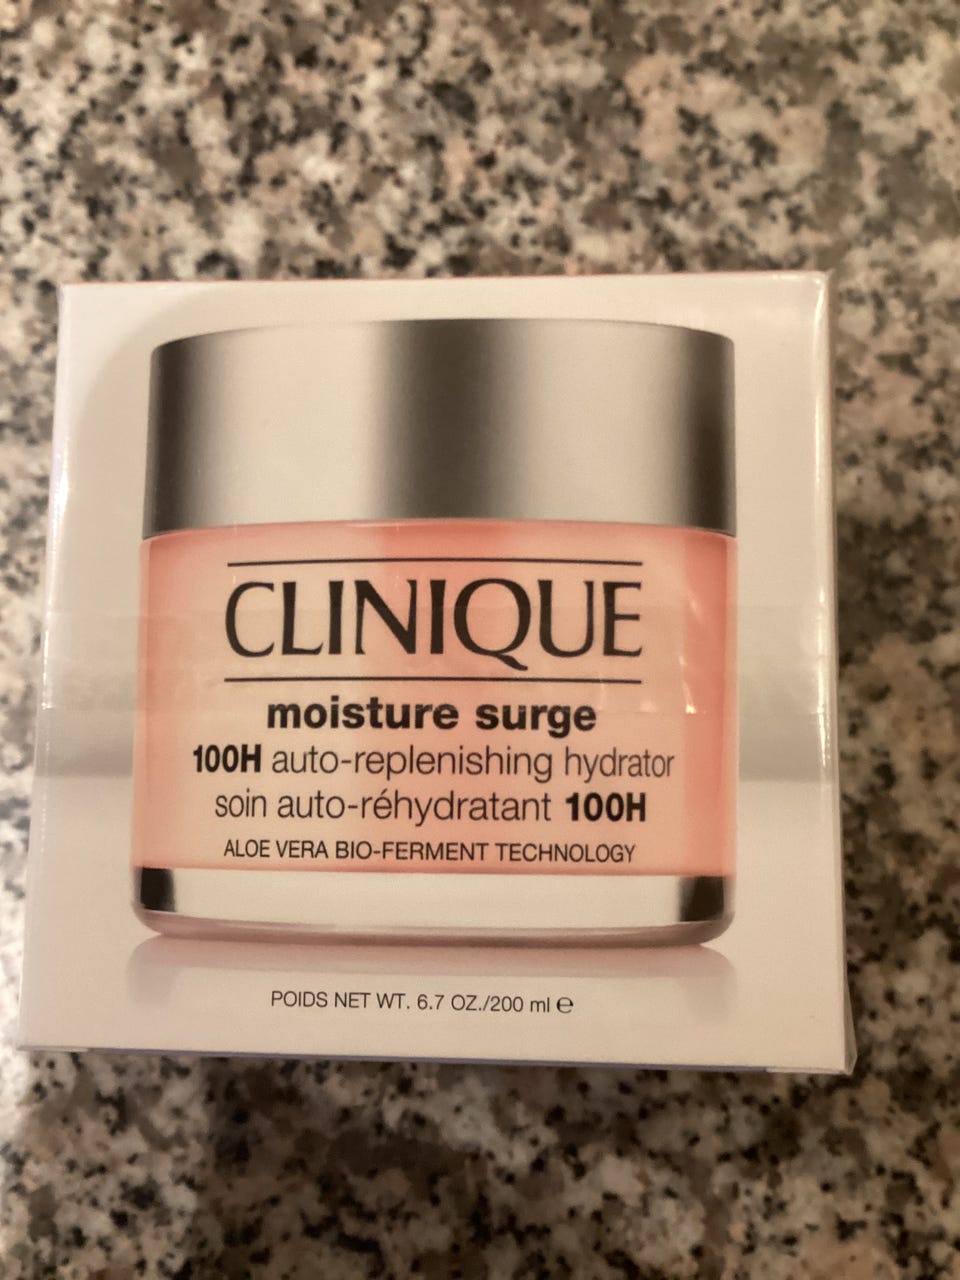 CLINIQUE
moisture surge
100H auto-replenishing hydrator
soin auto-réhydratant 100H
ALOE VERA BIO-FERMENT TECHNOLOGY
POIDS NET WT. 6.7 OZ./200 ml ℮